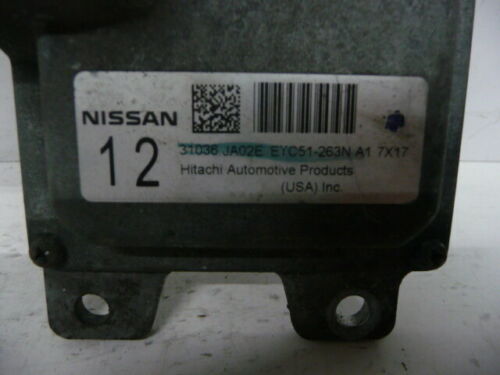 NISSAN
12
31036 JA02E EYC51-263N A1 7X17
Hitachi Automotive Products
(USA) Inc.